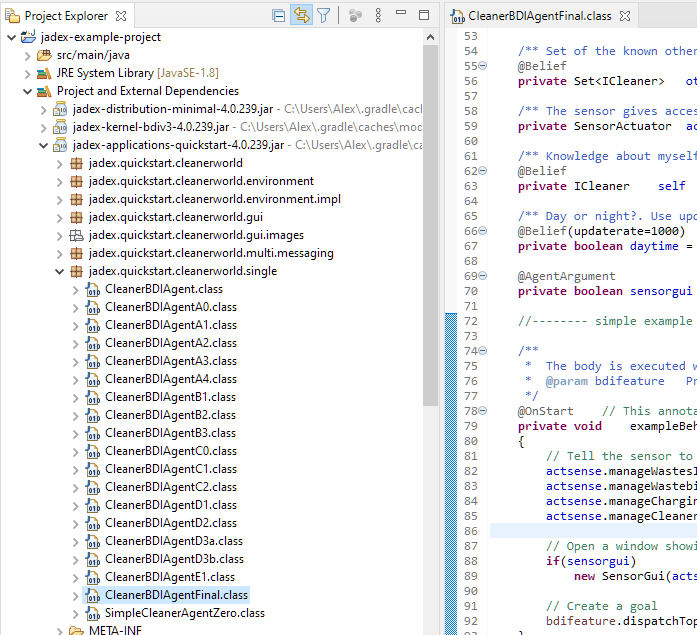 Project Explorer
jadex-example-project
src/main/java
JRE System Library [JavaSE-1.8]
Project and External Dependencies
jadex-distribution-minimal-4.0.239.jar - C:\Users\Alex\.gradle\cac
jadex-kernel-bdiv3-4.0.239.jar - C:\Users\Alex\.gradle\caches\mod
jadex-applications-quickstart-4.0.239.jar - C:\Users\Alex\.gradle\ca
jadex.quickstart.cleanerworld
jadex.quickstart.cleanerworld.environment
jadex.quickstart.cleanerworld.environment.impl
jadex.quickstart.cleanerworld.gui
jadex.quickstart.cleanerworld.gui.images
jadex.quickstart.cleanerworld.multi.messaging
jadex.quickstart.cleanerworld.single
CleanerBDIAgent.class
CleanerBDIAgentA0.class
CleanerBDIAgentA1.class
CleanerBDIAgentA2.class
CleanerBDIAgentA3.class
CleanerBDIAgentA4.class
CleanerBDIAgentB1.class
CleanerBDIAgentB2.class
CleanerBDIAgentB3.class
CleanerBDIAgentC0.class
CleanerBDIAgentC1.class
CleanerBDIAgentC2.class
CleanerBDIAgentD1.class
CleanerBDIAgentD2.class
CleanerBDIAgentD3a.class
CleanerBDIAgentD3b.class
CleanerBDIAgentE1.class
CleanerBDIAgentFinal.class
SimpleCleanerAgentZero.class
META-INF
CleanerBDIAgentFinal.class
53
54 /** Set of the known other
55 @Belief
56 private Set<ICleaner> ot
57
58 /** The sensor gives acces
59 private SensorActuator ac
60
61 /** Knowledge about myself
62 @Belief
63 private ICleaner self
64
65 /** Day or night?. Use upd
66 @Belief(updaterate=1000)
67 private boolean daytime =
68
69 @AgentArgument
70 private boolean sensorgui
71
72 //-------- simple example
73
74 /**
75 * The body is executed w
76 * @param bdifeature Pr
77 */
78 @OnStart // This annota
79 private void exampleBeh
80 {
81 // Tell the sensor to
82 actsense.manageWastesI
83 actsense.manageWastebi
84 actsense.manageChargin
85 actsense.manageCleaner
86
87 // Open a window showi
88 if(sensorgui)
89 new SensorGui(acts
90
91 // Create a goal
92 bdifeature.dispatchTop